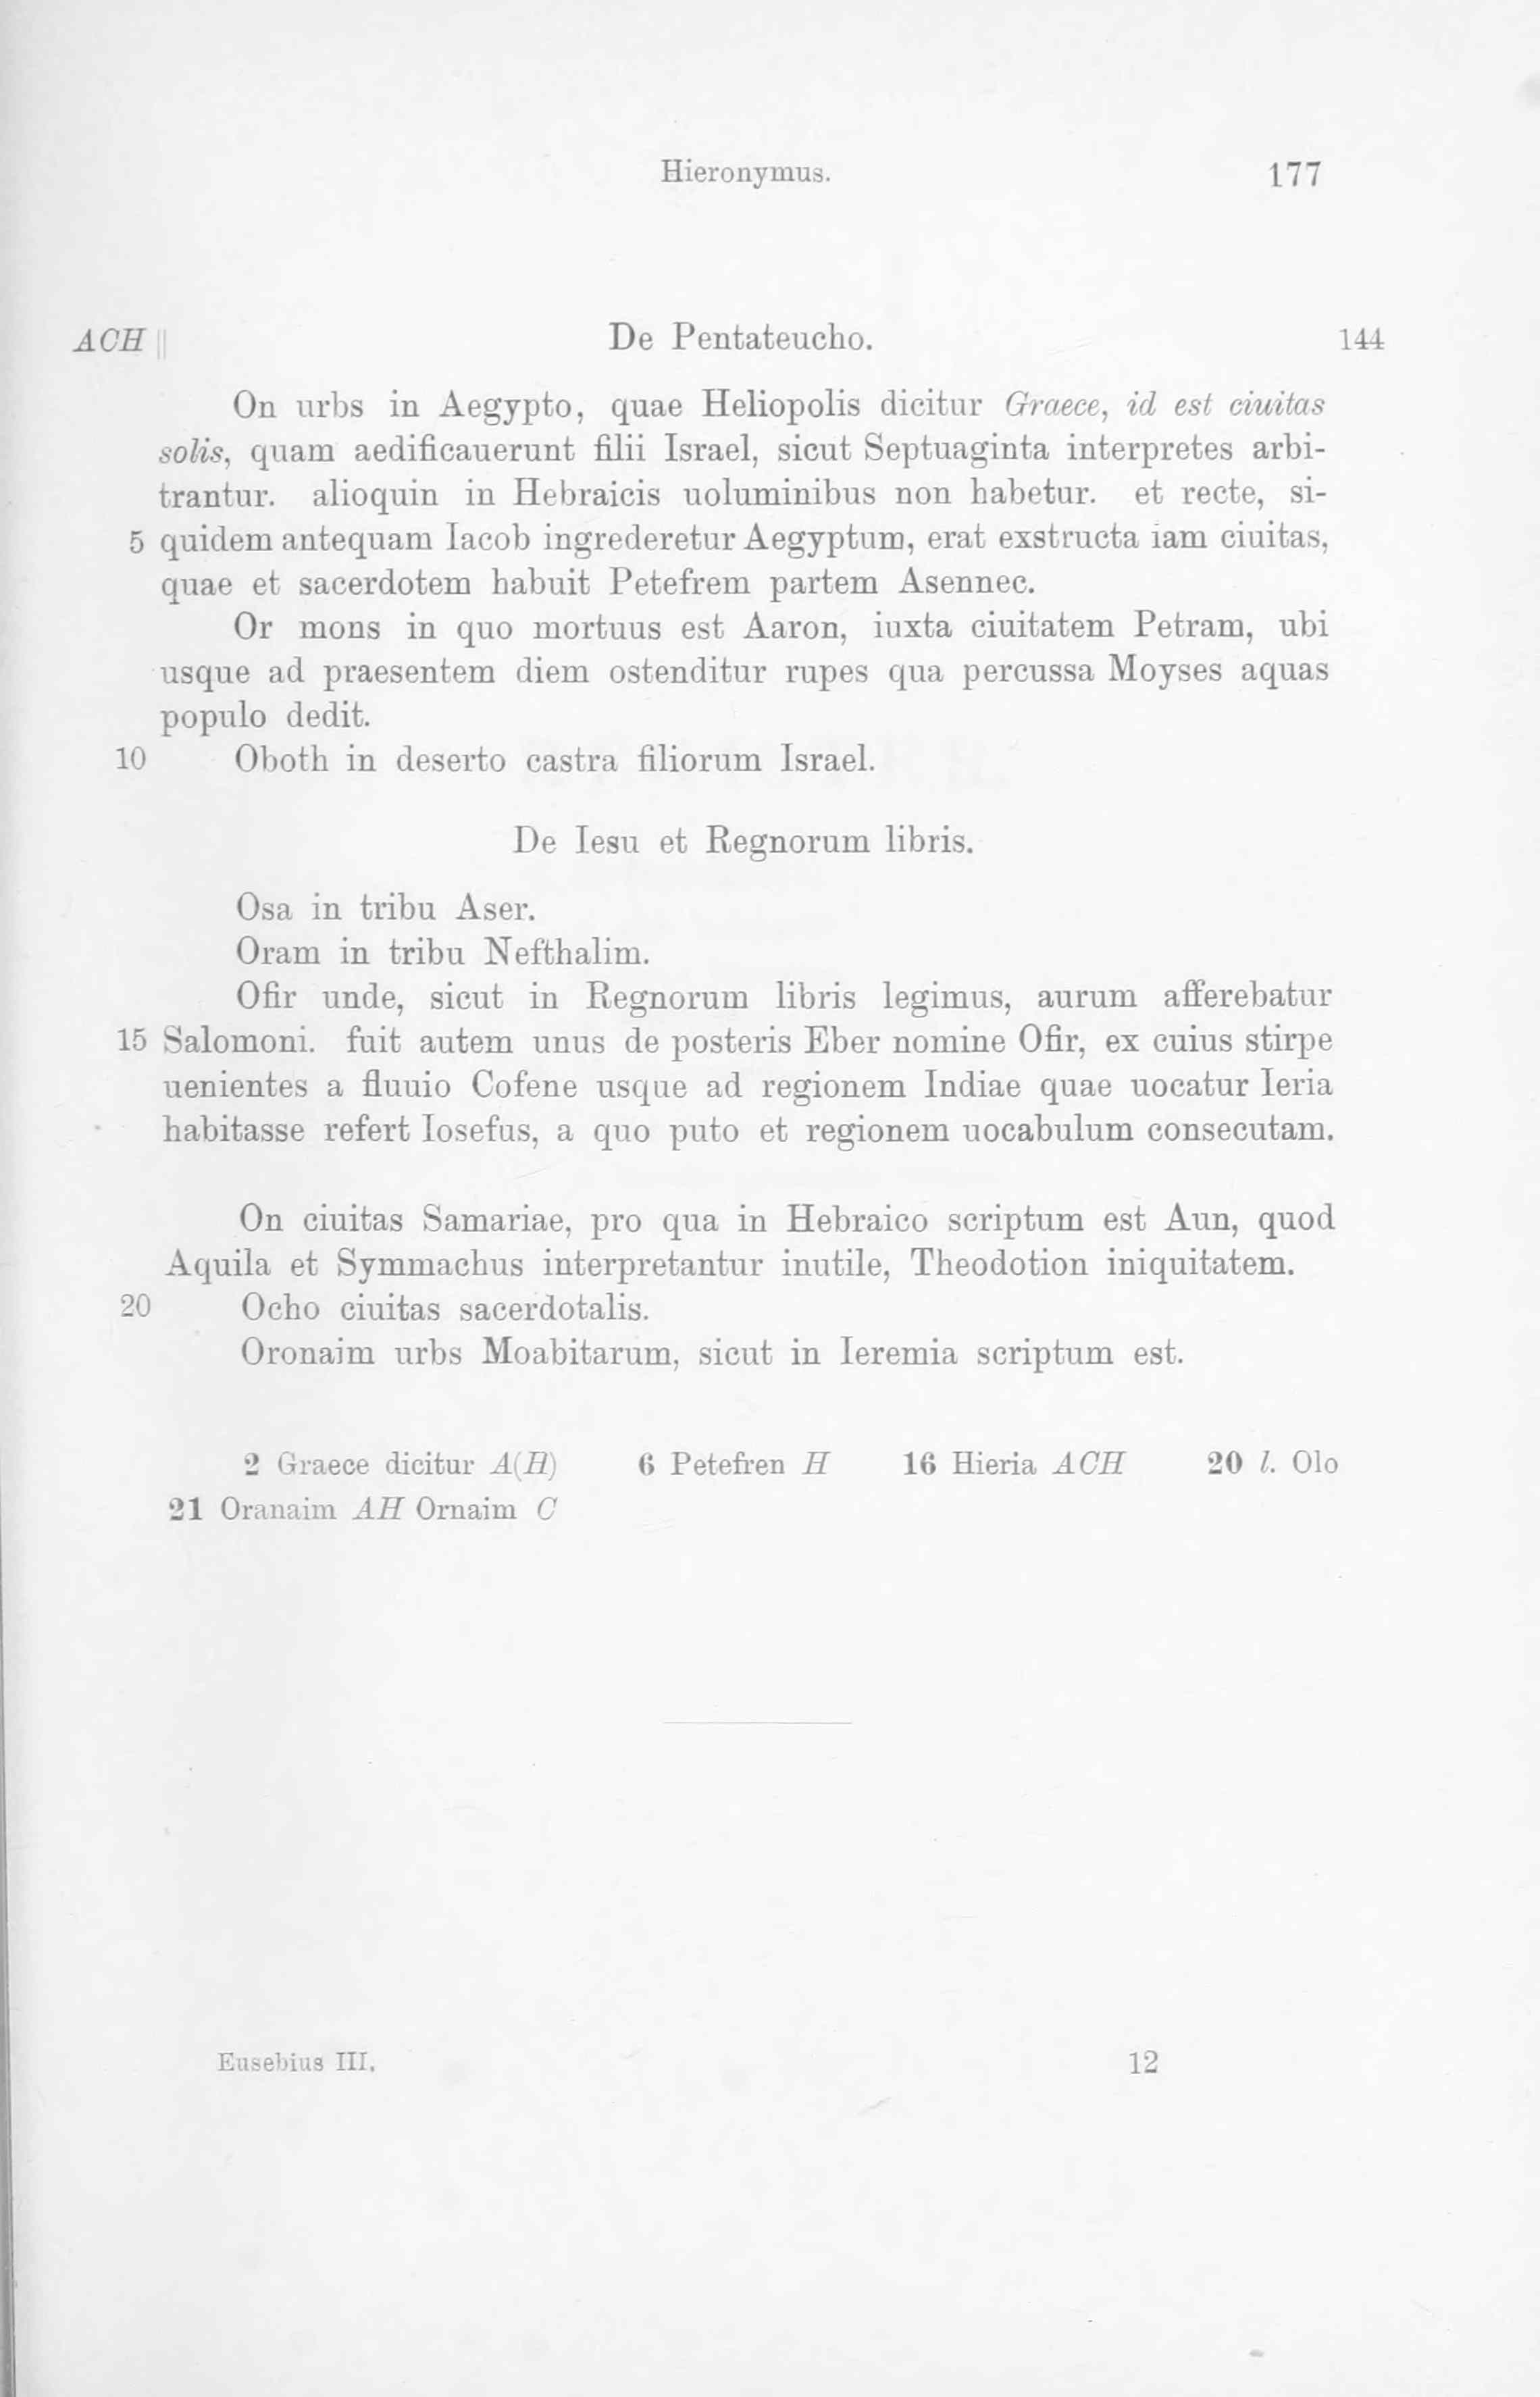 Hieronymus. 177
ACH || De Pentateucho. 144
On urbs in Aegypto, quae Heliopolis dicitur Graece, id est ciuitas
solis, quam aedificauerunt filii Israel, sicut Septuaginta interpretes arbi-
trantur. alioquin in Hebraicis uoluminibus non habetur. et recte, si-
5 quidem antequam Iacob ingrederetur Aegyptum, erat exstructa iam ciuitas,
quae et sacerdotem habuit Petefrem partem Asennec.
Or mons in quo mortuus est Aaron, iuxta ciuitatem Petram, ubi
usque ad praesentem diem ostenditur rupes qua percussa Moyses aquas
populo dedit.
10 Oboth in deserto castra filiorum Israel.
De Iesu et Regnorum libris.
Osa in tribu Aser.
Oram in tribu Nefthalim.
Ofir unde, sicut in Regnorum libris legimus, aurum afferebatur
15 Salomoni. fuit autem unus de posteris Eber nomine Ofir, ex cuius stirpe
uenientes a fluuio Cofene usque ad regionem Indiae quae uocatur Ieria
habitasse refert Iosefus, a quo puto et regionem uocabulum consecutam.
On ciuitas Samariae, pro qua in Hebraico scriptum est Aun, quod
Aquila et Symmachus interpretantur inutile, Theodotion iniquitatem.
20 Ocho ciuitas sacerdotalis.
Oronaim urbs Moabitarum, sicut in Ieremia scriptum est.
2 Graece dicitur A(H) 6 Petefren H 16 Hieria ACH 20 l. Olo
21 Oranaim AH Ornaim C
Eusebius III. 12